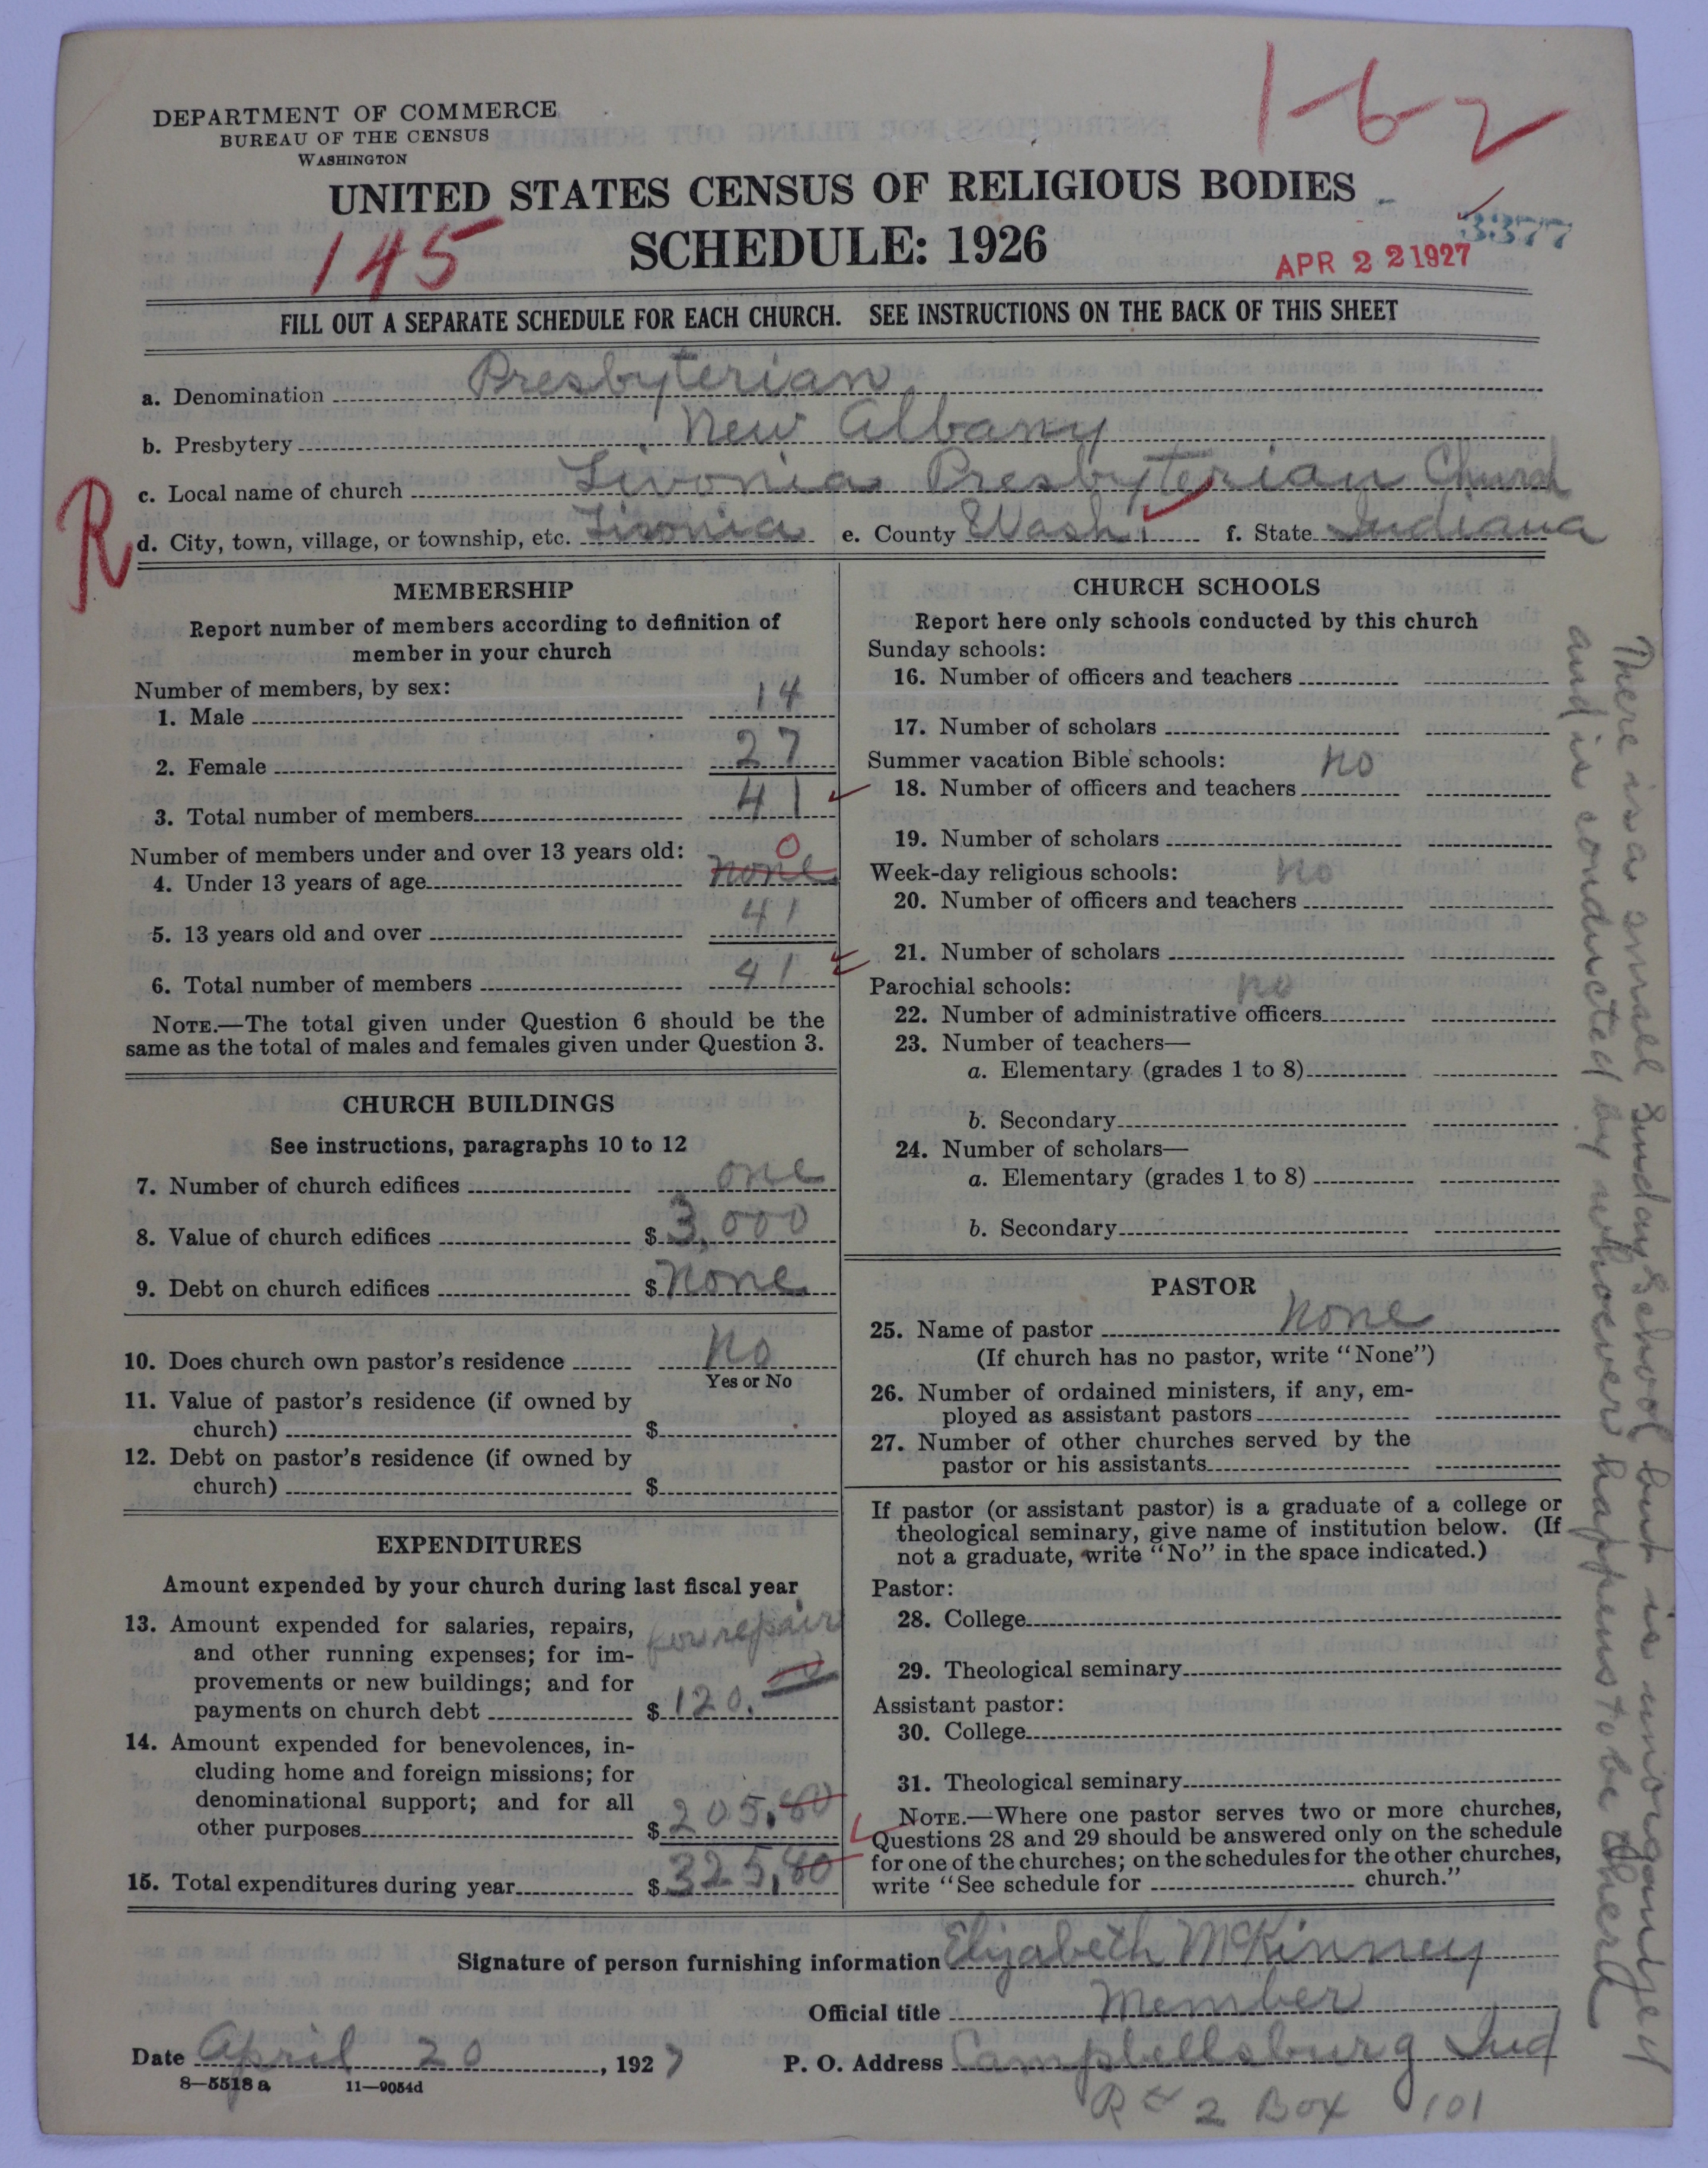 1-6-2
DEPARTMENT OF COMMERCE
BUREAU OF THE CENSUS
WASHINGTON
UNITED STATES CENSUS OF RELIGIOUS BODIES
3377
145
SCHEDULE: 1926
APR 22 1927
FILL OUT A SEPARATE SCHEDULE FOR EACH CHURCH. SEE INSTRUCTIONS ON THE BACK OF THIS SHEET
a. Denomination Presbyterian
b. Presbytery New Albany
c. Local name of church Livonia Presbyterian Church
R
d. City, town, village, or township, etc. Livonia e. County Wash. f. State Indiana
MEMBERSHIP
Report number of members according to definition of
member in your church
Number of members, by sex:
1. Male 14
2. Female 27
3. Total number of members 41
Number of members under and over 13 years old: 0
4. Under 13 years of age none
5. 13 years old and over 41
6. Total number of members 41
NOTE.—The total given under Question 6 should be the
same as the total of males and females given under Question 3.
CHURCH BUILDINGS
See instructions, paragraphs 10 to 12
7. Number of church edifices one
8. Value of church edifices $3,000
9. Debt on church edifices $none
10. Does church own pastor's residence No
Yes or No
11. Value of pastor's residence (if owned by
church) $
12. Debt on pastor's residence (if owned by
church) $
EXPENDITURES
Amount expended by your church during last fiscal year
13. Amount expended for salaries, repairs, for repair
and other running expenses; for im-
provements or new buildings; and for
payments on church debt $120.
14. Amount expended for benevolences, in-
cluding home and foreign missions; for
denominational support; and for all
other purposes $205.80
15. Total expenditures during year $325.80
CHURCH SCHOOLS
Report here only schools conducted by this church
Sunday schools:
16. Number of officers and teachers
17. Number of scholars
Summer vacation Bible schools: no
18. Number of officers and teachers
19. Number of scholars
Week-day religious schools: no
20. Number of officers and teachers
21. Number of scholars
Parochial schools: no
22. Number of administrative officers
23. Number of teachers—
a. Elementary (grades 1 to 8)
b. Secondary
24. Number of scholars—
a. Elementary (grades 1 to 8)
b. Secondary
PASTOR
25. Name of pastor None
(If church has no pastor, write "None")
26. Number of ordained ministers, if any, em-
ployed as assistant pastors
27. Number of other churches served by the
pastor or his assistants
If pastor (or assistant pastor) is a graduate of a college or
theological seminary, give name of institution below. (If
not a graduate, write "No" in the space indicated.)
Pastor:
28. College
29. Theological seminary
Assistant pastor:
30. College
31. Theological seminary
NOTE.—Where one pastor serves two or more churches,
Questions 28 and 29 should be answered only on the schedule
for one of the churches; on the schedules for the other churches,
write "See schedule for church."
There is a small Sunday School but is unorganized
and is conducted by whoever happens to be there
Signature of person furnishing information Elizabeth McKinney
Official title Member
Date April 20, 1927 P. O. Address Campbellsburg Ind
8—5518 a 11—9054d
R# 2 Box 101